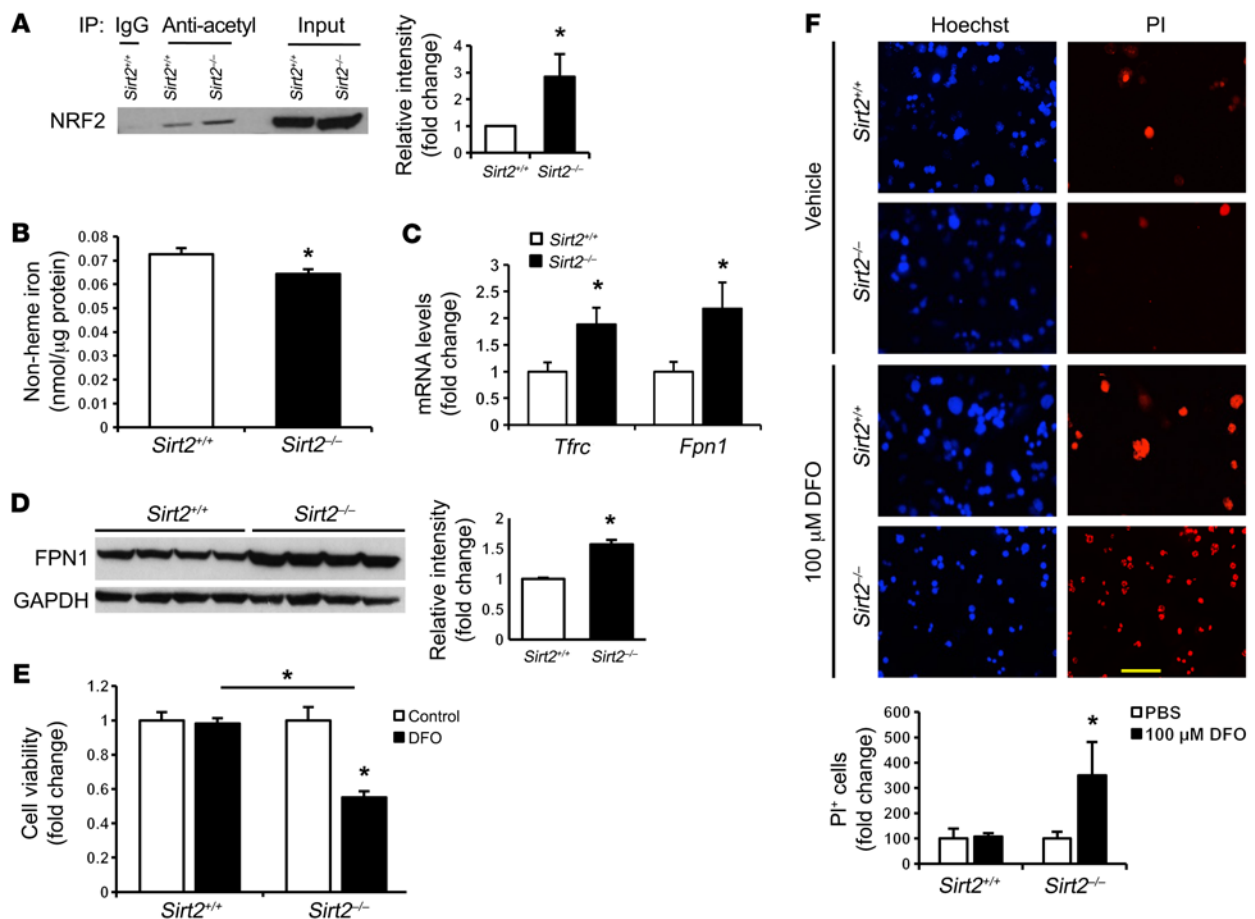 A
IP: IgG Anti-acetyl Input
Sirt2+/+ Sirt2+/+ Sirt2–/– Sirt2+/+ Sirt2–/–
NRF2
Relative intensity
(fold change)
5
4
3
2
1
0
*
Sirt2+/+ Sirt2–/–
B
Non-heme iron
(nmol/μg protein)
0.08
0.07
0.06
0.05
0.04
0.03
0.02
0.01
0
*
Sirt2+/+ Sirt2–/–
C
Sirt2+/+
Sirt2–/–
mRNA levels
(fold change)
3
2.5
2
1.5
1
0.5
0
* *
Tfrc Fpn1
D
Sirt2+/+ Sirt2–/–
FPN1
GAPDH
Relative intensity
(fold change)
2
1.5
1
0.5
0
*
Sirt2+/+ Sirt2–/–
E
Cell viability
(fold change)
1.2
1
0.8
0.6
0.4
0.2
0
*
*
Control
DFO
Sirt2+/+ Sirt2–/–
F
Hoechst PI
Vehicle
Sirt2+/+
Sirt2–/–
100 μM DFO
Sirt2+/+
Sirt2–/–
PI+ cells
(fold change)
600
500
400
300
200
100
0
*
PBS
100 μM DFO
Sirt2+/+ Sirt2–/–